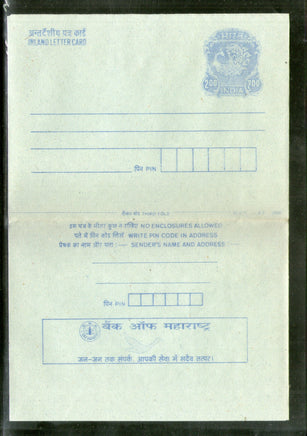 अन्तर्देशीय पत्र कार्ड
INLAND LETTER CARD
भारत
200 200
INDIA
पिन PIN
THIRD FOLD
इस पत्र के भीतर कुछ न रखिये NO ENCLOSURES ALLOWED
पते में पिन कोड लिखें WRITE PIN CODE IN ADDRESS
प्रेषक का नाम और पता :— SENDER'S NAME AND ADDRESS :—
पिन PIN
बैंक ऑफ महाराष्ट्र
जन-जन तक संपर्क, आपकी सेवा में सदैव तत्पर।